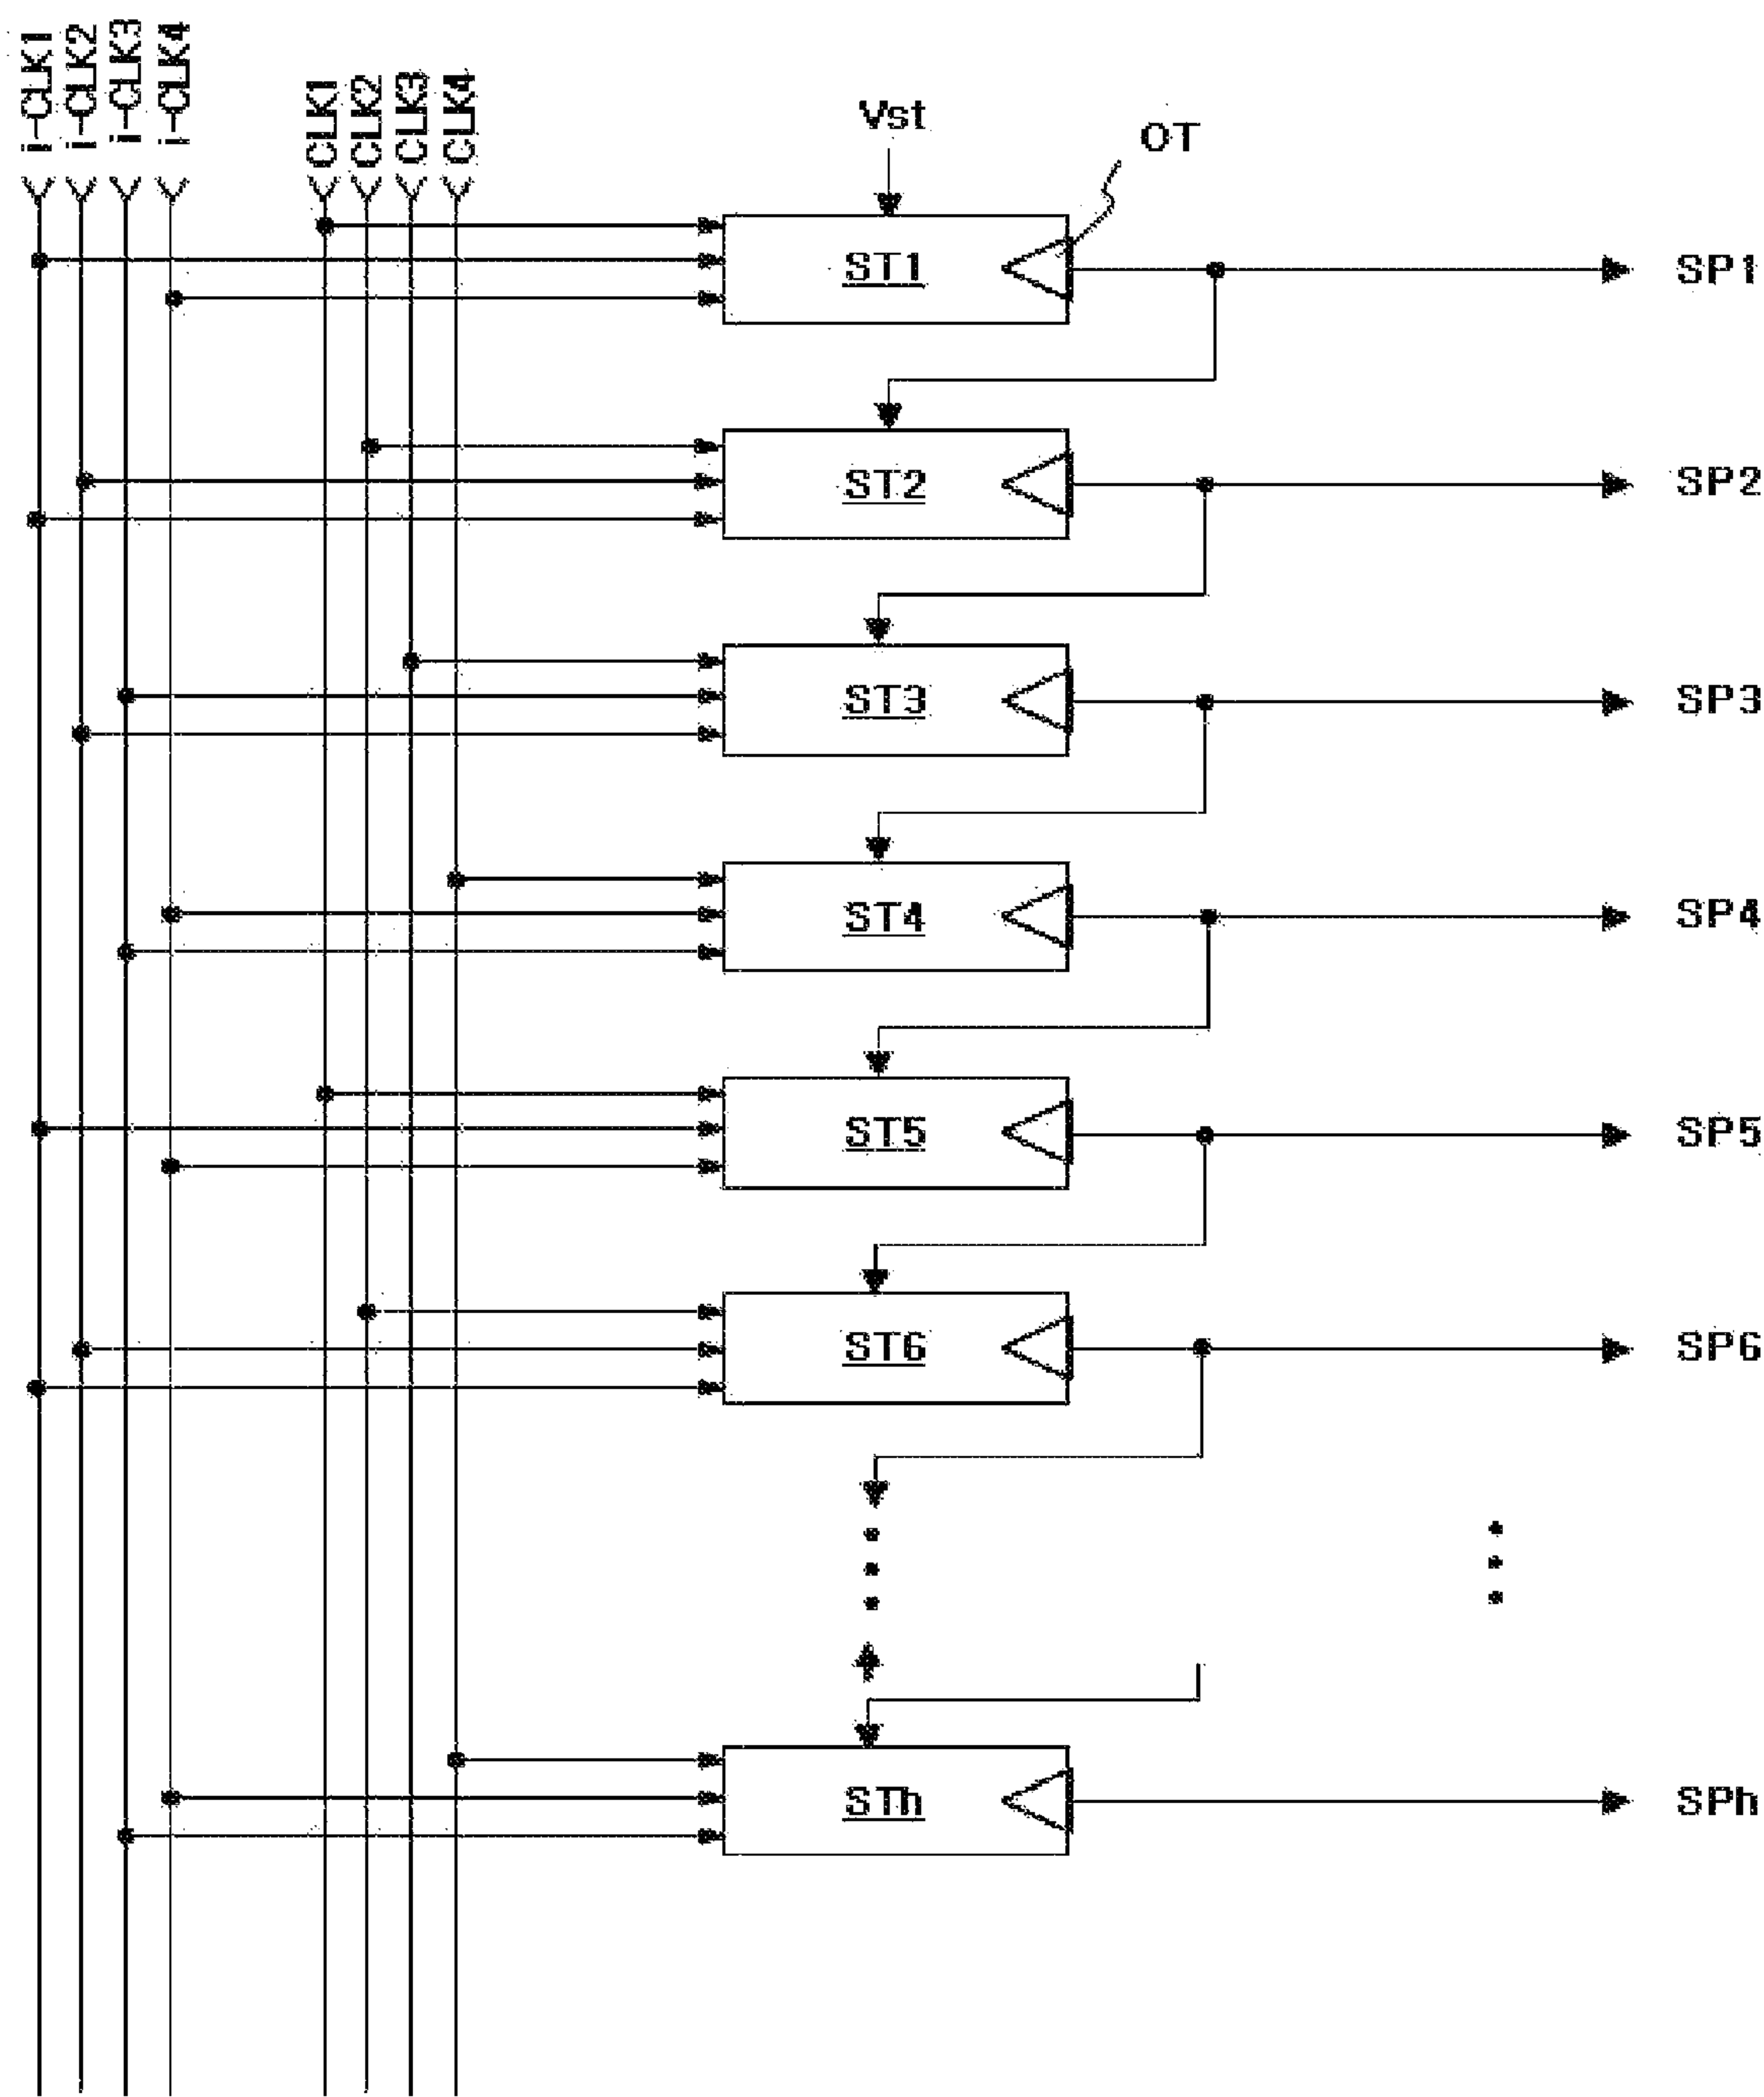 i-CLK1
i-CLK2
i-CLK3
i-CLK4
CLK1
CLK2
CLK3
CLK4
Vst
OT
ST1
SP1
ST2
SP2
ST3
SP3
ST4
SP4
ST5
SP5
ST6
SP6
STh
SPh